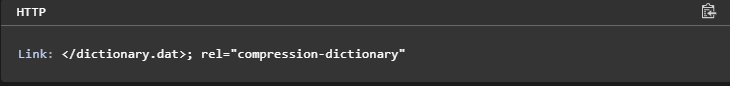 HTTP
Link: </dictionary.dat>; rel="compression-dictionary"